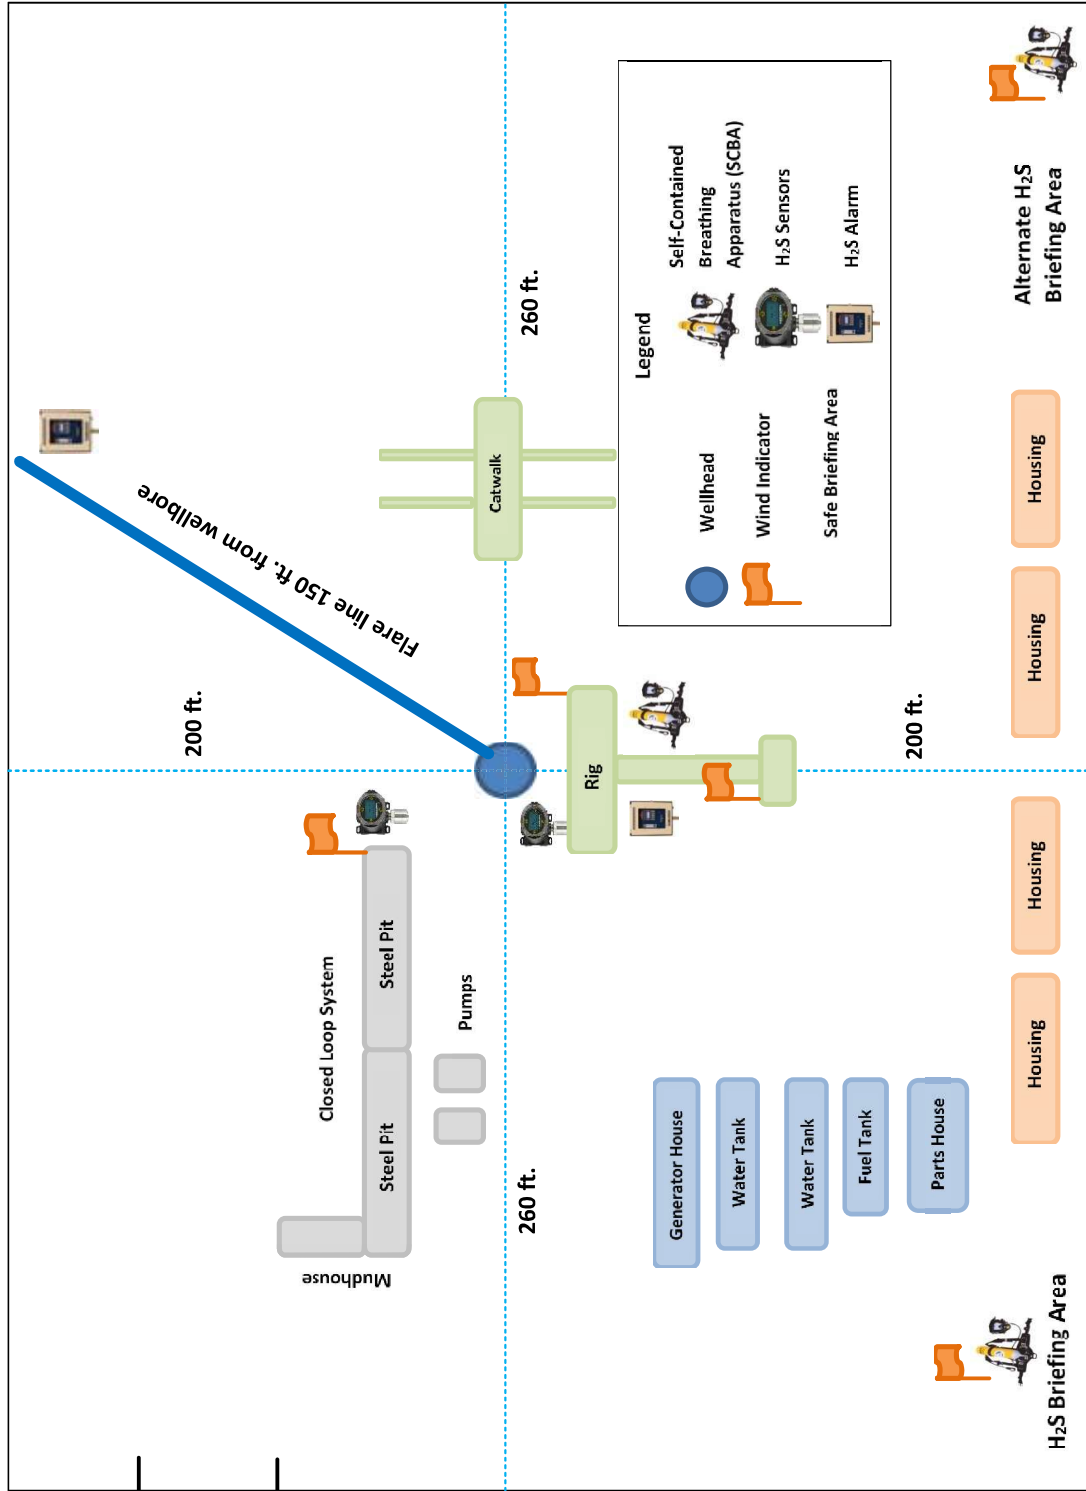 200 ft.
Flare line 150 ft. from wellbore
Closed Loop System
Mudhouse
Steel Pit
Steel Pit
Pumps
260 ft.
260 ft.
Catwalk
Rig
Legend
Wellhead
Wind Indicator
Safe Briefing Area
Self-Contained
Breathing
Apparatus (SCBA)
H₂S Sensors
H₂S Alarm
Generator House
Water Tank
Water Tank
Fuel Tank
Parts House
200 ft.
H₂S Briefing Area
Housing
Housing
Housing
Housing
Alternate H₂S
Briefing Area